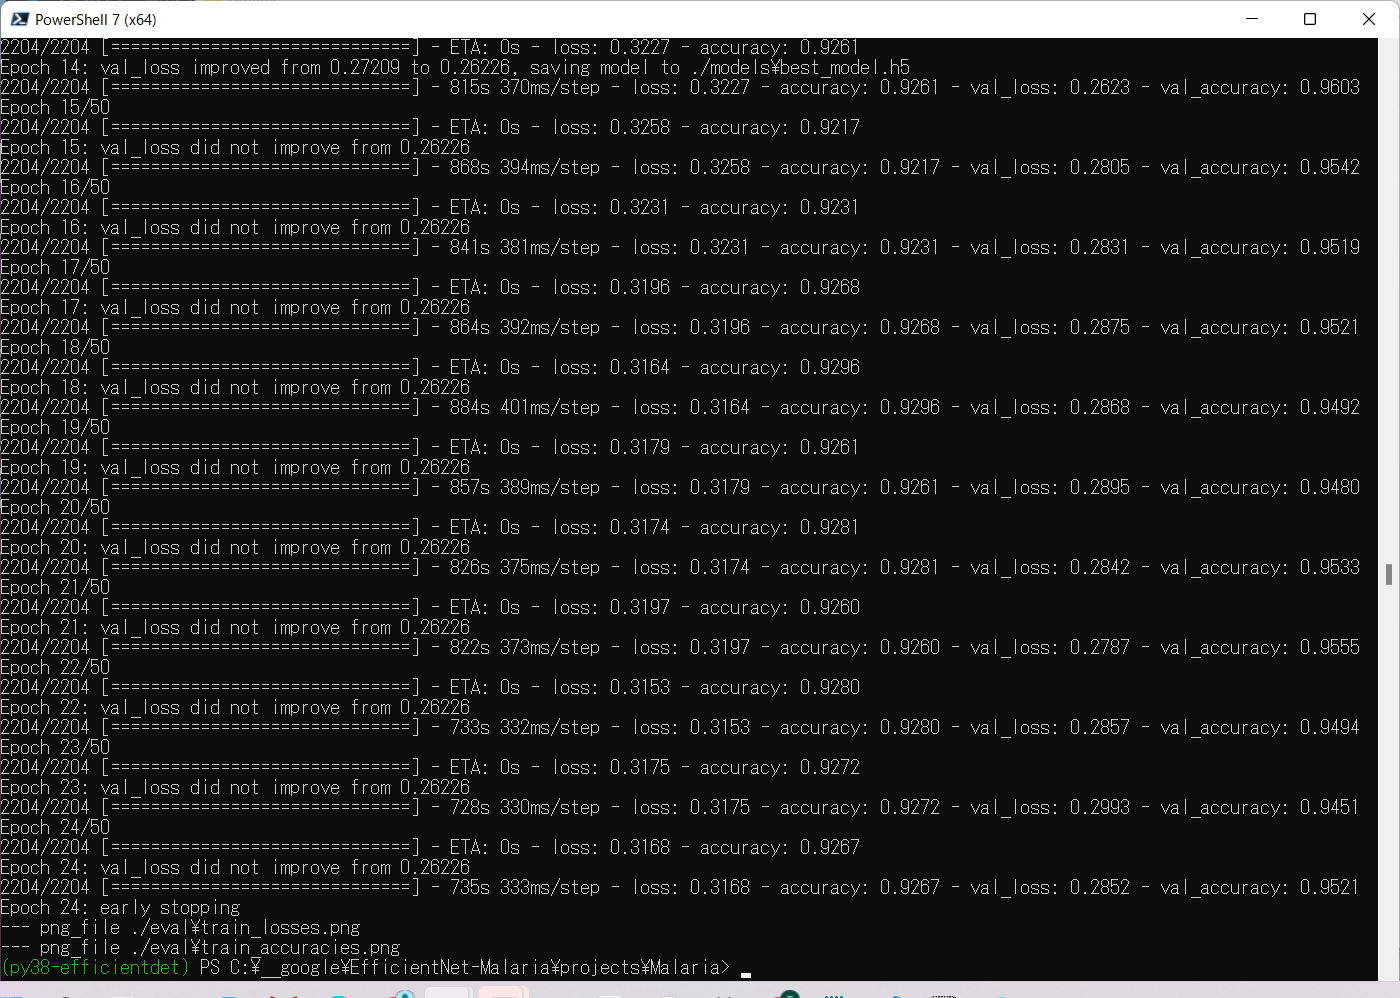 PowerShell 7 (x64)
2204/2204 [==============================] - ETA: 0s - loss: 0.3227 - accuracy: 0.9261
Epoch 14: val_loss improved from 0.27209 to 0.26226, saving model to ./models¥best_model.h5
2204/2204 [==============================] - 815s 370ms/step - loss: 0.3227 - accuracy: 0.9261 - val_loss: 0.2623 - val_accuracy: 0.9603
Epoch 15/50
2204/2204 [==============================] - ETA: 0s - loss: 0.3258 - accuracy: 0.9217
Epoch 15: val_loss did not improve from 0.26226
2204/2204 [==============================] - 868s 394ms/step - loss: 0.3258 - accuracy: 0.9217 - val_loss: 0.2805 - val_accuracy: 0.9542
Epoch 16/50
2204/2204 [==============================] - ETA: 0s - loss: 0.3231 - accuracy: 0.9231
Epoch 16: val_loss did not improve from 0.26226
2204/2204 [==============================] - 841s 381ms/step - loss: 0.3231 - accuracy: 0.9231 - val_loss: 0.2831 - val_accuracy: 0.9519
Epoch 17/50
2204/2204 [==============================] - ETA: 0s - loss: 0.3196 - accuracy: 0.9268
Epoch 17: val_loss did not improve from 0.26226
2204/2204 [==============================] - 864s 392ms/step - loss: 0.3196 - accuracy: 0.9268 - val_loss: 0.2875 - val_accuracy: 0.9521
Epoch 18/50
2204/2204 [==============================] - ETA: 0s - loss: 0.3164 - accuracy: 0.9296
Epoch 18: val_loss did not improve from 0.26226
2204/2204 [==============================] - 884s 401ms/step - loss: 0.3164 - accuracy: 0.9296 - val_loss: 0.2868 - val_accuracy: 0.9492
Epoch 19/50
2204/2204 [==============================] - ETA: 0s - loss: 0.3179 - accuracy: 0.9261
Epoch 19: val_loss did not improve from 0.26226
2204/2204 [==============================] - 857s 389ms/step - loss: 0.3179 - accuracy: 0.9261 - val_loss: 0.2895 - val_accuracy: 0.9480
Epoch 20/50
2204/2204 [==============================] - ETA: 0s - loss: 0.3174 - accuracy: 0.9281
Epoch 20: val_loss did not improve from 0.26226
2204/2204 [==============================] - 826s 375ms/step - loss: 0.3174 - accuracy: 0.9281 - val_loss: 0.2842 - val_accuracy: 0.9533
Epoch 21/50
2204/2204 [==============================] - ETA: 0s - loss: 0.3197 - accuracy: 0.9260
Epoch 21: val_loss did not improve from 0.26226
2204/2204 [==============================] - 822s 373ms/step - loss: 0.3197 - accuracy: 0.9260 - val_loss: 0.2787 - val_accuracy: 0.9555
Epoch 22/50
2204/2204 [==============================] - ETA: 0s - loss: 0.3153 - accuracy: 0.9280
Epoch 22: val_loss did not improve from 0.26226
2204/2204 [==============================] - 733s 332ms/step - loss: 0.3153 - accuracy: 0.9280 - val_loss: 0.2857 - val_accuracy: 0.9494
Epoch 23/50
2204/2204 [==============================] - ETA: 0s - loss: 0.3175 - accuracy: 0.9272
Epoch 23: val_loss did not improve from 0.26226
2204/2204 [==============================] - 728s 330ms/step - loss: 0.3175 - accuracy: 0.9272 - val_loss: 0.2993 - val_accuracy: 0.9451
Epoch 24/50
2204/2204 [==============================] - ETA: 0s - loss: 0.3168 - accuracy: 0.9267
Epoch 24: val_loss did not improve from 0.26226
2204/2204 [==============================] - 735s 333ms/step - loss: 0.3168 - accuracy: 0.9267 - val_loss: 0.2852 - val_accuracy: 0.9521
Epoch 24: early stopping
--- png_file ./eval¥train_losses.png
--- png_file ./eval¥train_accuracies.png
(py38-efficientdet) PS C:¥__google¥EfficientNet-Malaria¥projects¥Malaria>